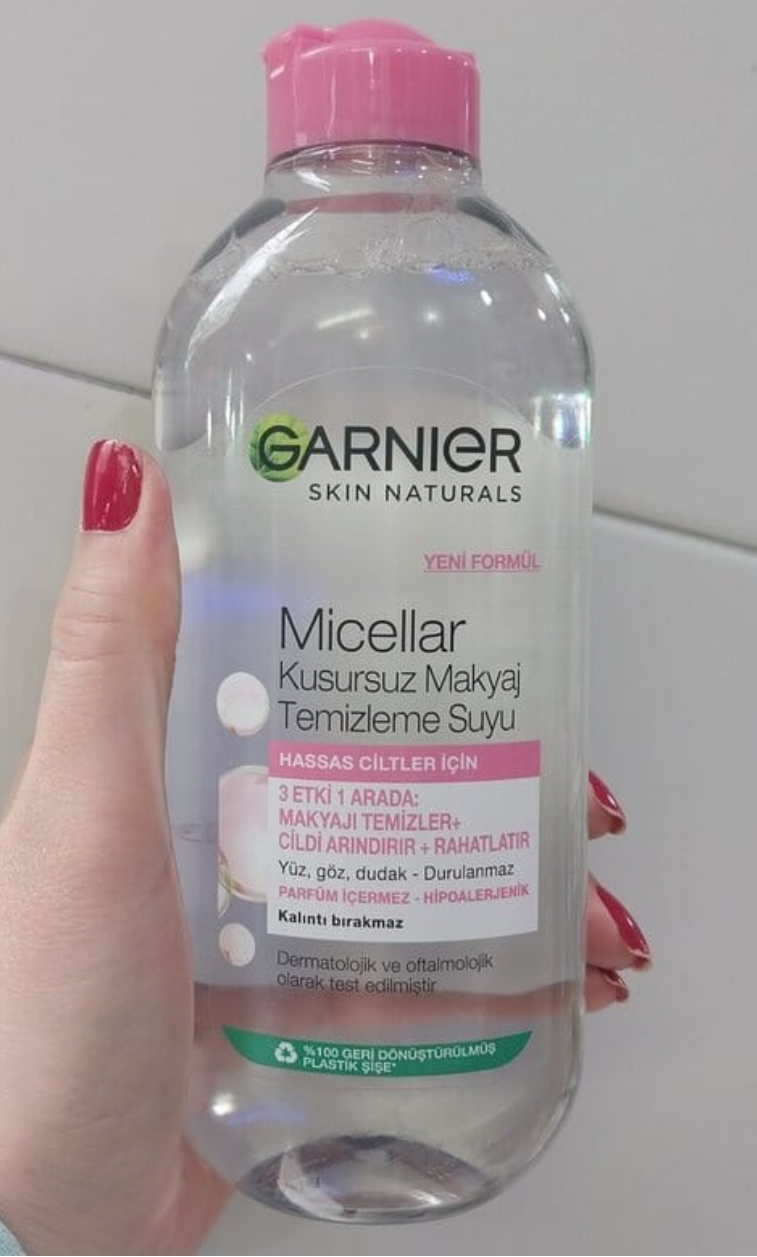 GARNIER
SKIN NATURALS
YENİ FORMÜL
Micellar
Kusursuz Makyaj
Temizleme Suyu
HASSAS CİLTLER İÇİN
3 ETKİ 1 ARADA:
MAKYAJI TEMİZLER+
CİLDİ ARINDIRIR + RAHATLATIR
Yüz, göz, dudak - Durulanmaz
PARFÜM İÇERMEZ - HİPOALERJENİK
Kalıntı bırakmaz
Dermatolojik ve oftalmolojik
olarak test edilmiştir
%100 GERİ DÖNÜŞTÜRÜLMÜŞ
PLASTİK ŞİŞE*